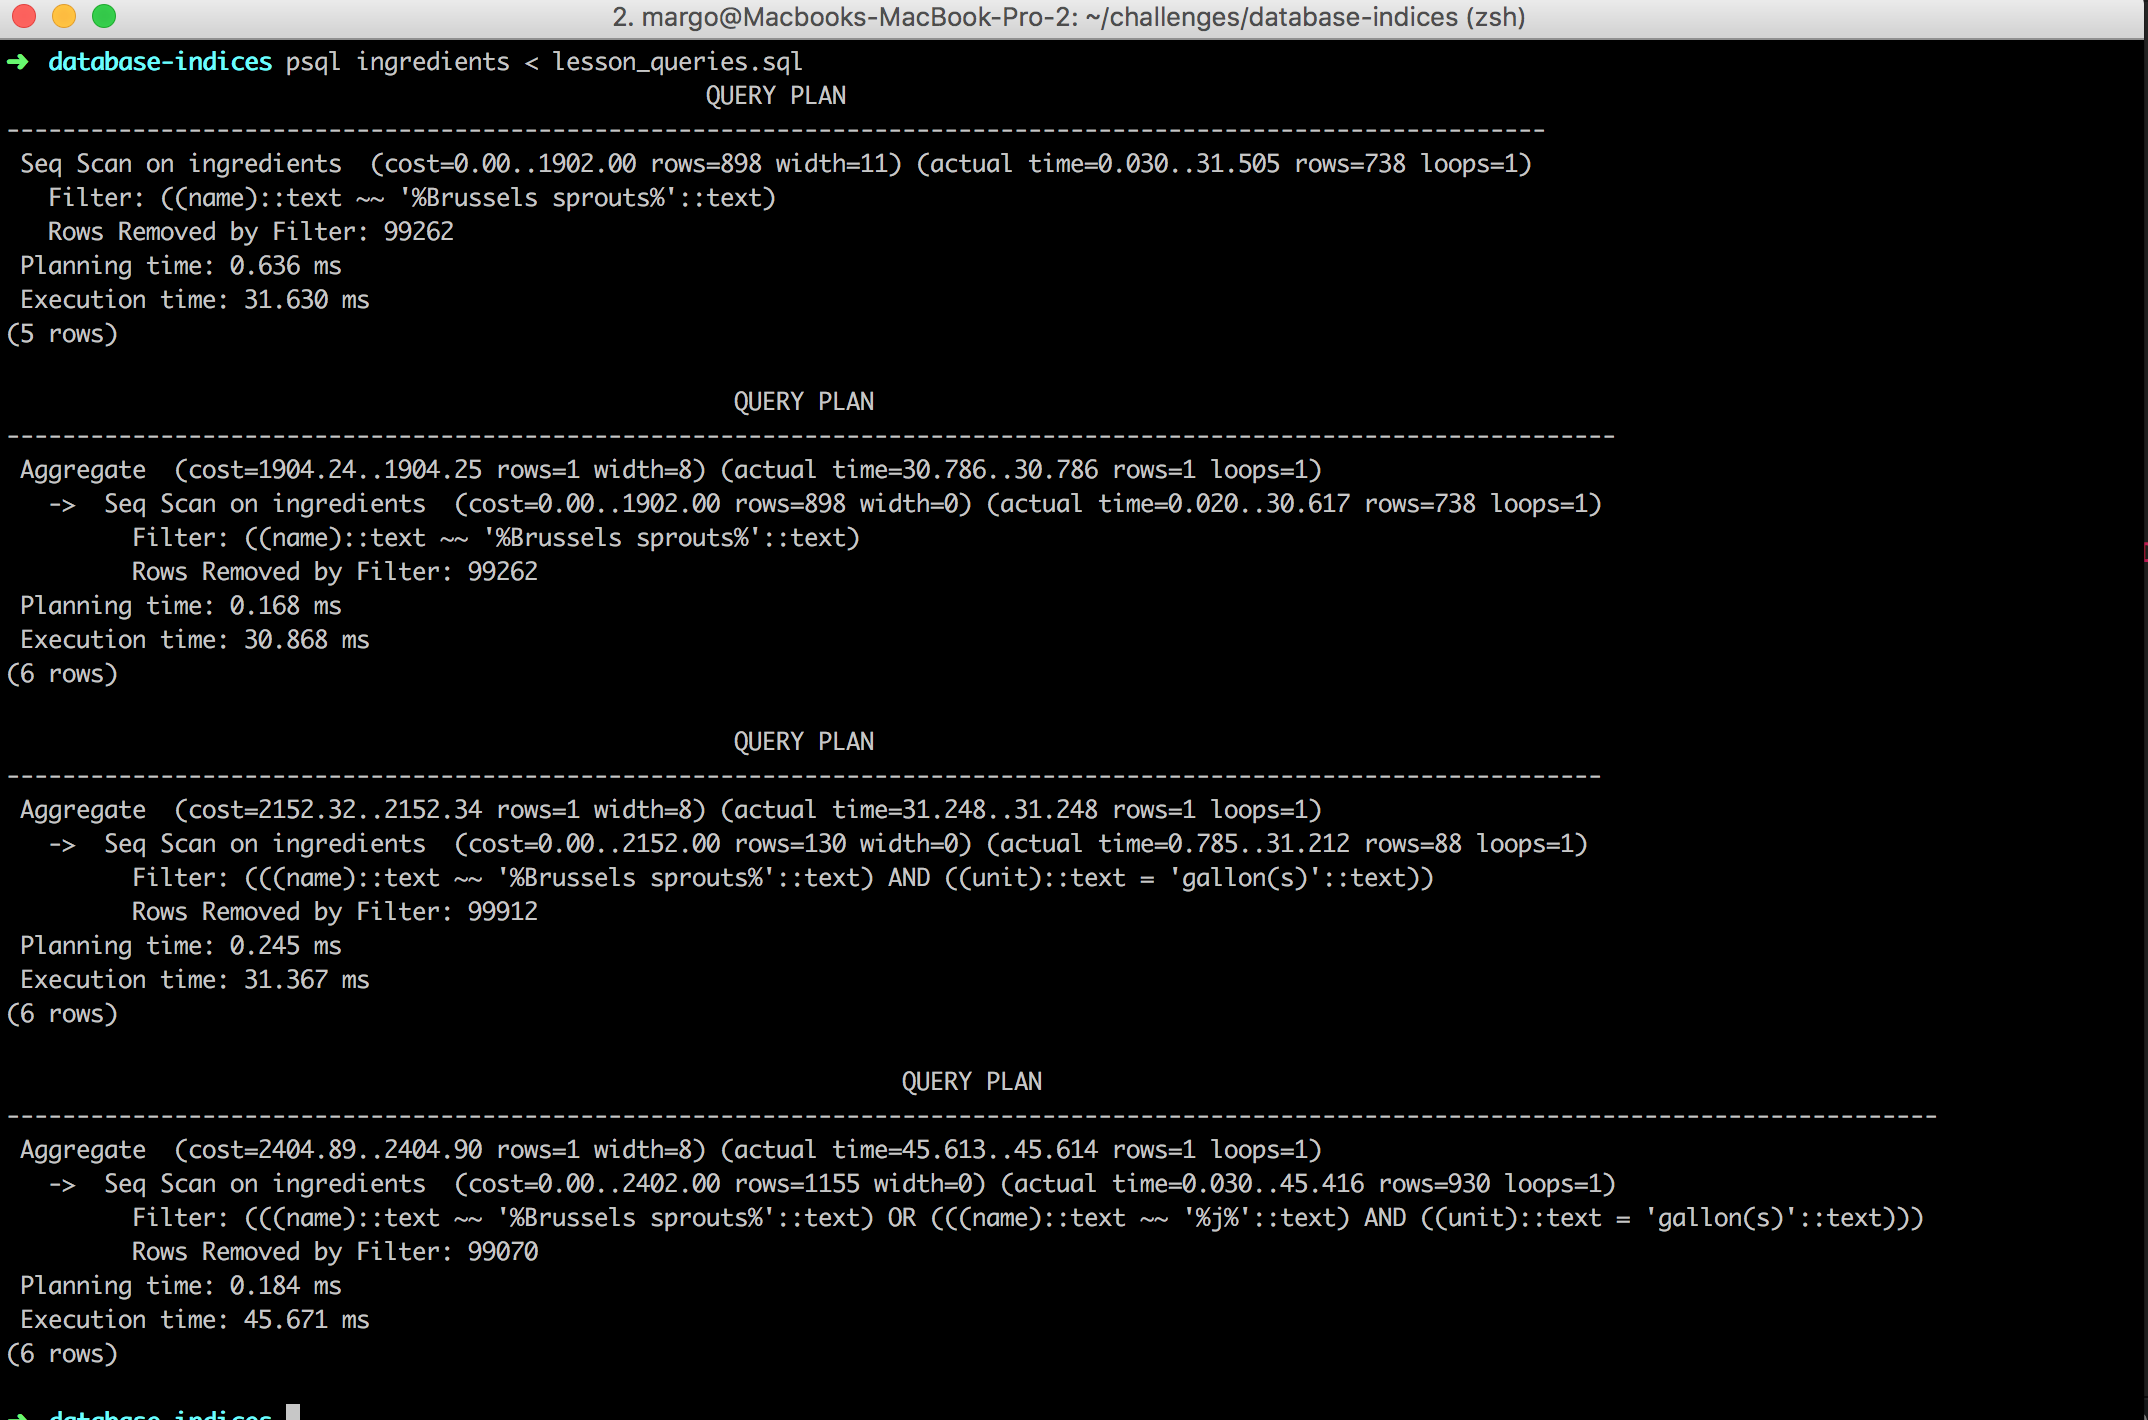 2. margo@Macbooks-MacBook-Pro-2: ~/challenges/database-indices (zsh)
➜  database-indices psql ingredients < lesson_queries.sql
QUERY PLAN
--------------------------------------------------------------------------------------------------------------
Seq Scan on ingredients  (cost=0.00..1902.00 rows=898 width=11) (actual time=0.030..31.505 rows=738 loops=1)
Filter: ((name)::text ~~ '%Brussels sprouts%'::text)
Rows Removed by Filter: 99262
Planning time: 0.636 ms
Execution time: 31.630 ms
(5 rows)
QUERY PLAN
-------------------------------------------------------------------------------------------------------------------
Aggregate  (cost=1904.24..1904.25 rows=1 width=8) (actual time=30.786..30.786 rows=1 loops=1)
->  Seq Scan on ingredients  (cost=0.00..1902.00 rows=898 width=0) (actual time=0.020..30.617 rows=738 loops=1)
Filter: ((name)::text ~~ '%Brussels sprouts%'::text)
Rows Removed by Filter: 99262
Planning time: 0.168 ms
Execution time: 30.868 ms
(6 rows)
QUERY PLAN
------------------------------------------------------------------------------------------------------------------
Aggregate  (cost=2152.32..2152.34 rows=1 width=8) (actual time=31.248..31.248 rows=1 loops=1)
->  Seq Scan on ingredients  (cost=0.00..2152.00 rows=130 width=0) (actual time=0.785..31.212 rows=88 loops=1)
Filter: (((name)::text ~~ '%Brussels sprouts%'::text) AND ((unit)::text = 'gallon(s)'::text))
Rows Removed by Filter: 99912
Planning time: 0.245 ms
Execution time: 31.367 ms
(6 rows)
QUERY PLAN
------------------------------------------------------------------------------------------------------------------------------------------
Aggregate  (cost=2404.89..2404.90 rows=1 width=8) (actual time=45.613..45.614 rows=1 loops=1)
->  Seq Scan on ingredients  (cost=0.00..2402.00 rows=1155 width=0) (actual time=0.030..45.416 rows=930 loops=1)
Filter: (((name)::text ~~ '%Brussels sprouts%'::text) OR (((name)::text ~~ '%j%'::text) AND ((unit)::text = 'gallon(s)'::text)))
Rows Removed by Filter: 99070
Planning time: 0.184 ms
Execution time: 45.671 ms
(6 rows)
➜  database-indices